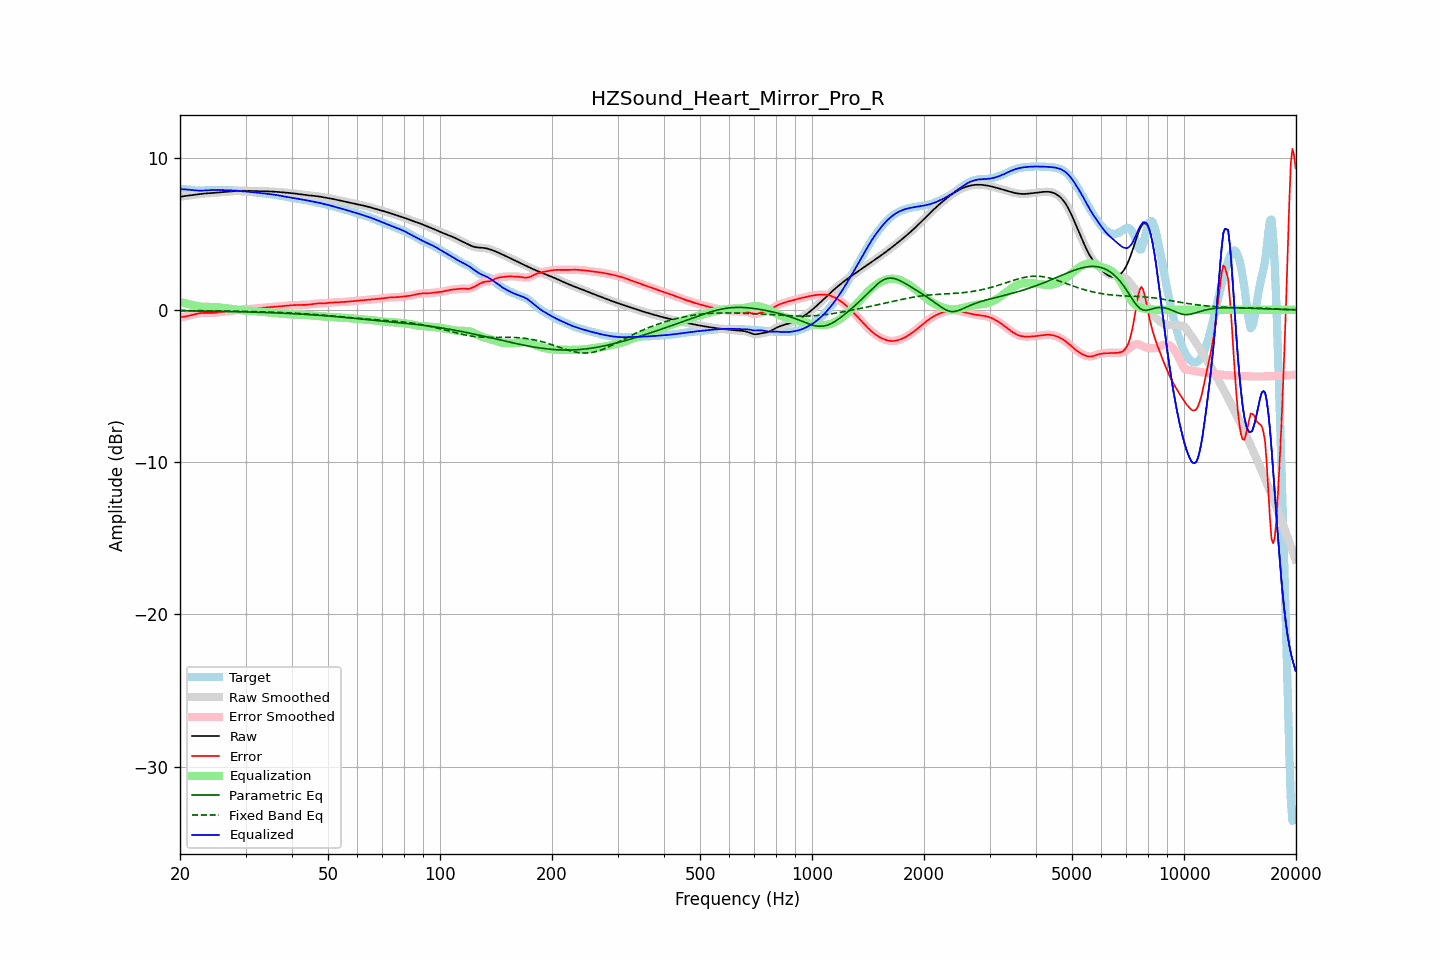 HZSound_Heart_Mirror_Pro_R
10
0
−10
−20
−30
Amplitude (dBr)
Target
Raw Smoothed
Error Smoothed
Raw
Error
Equalization
Parametric Eq
Fixed Band Eq
Equalized
20 50 100 200 500 1000 2000 5000 10000 20000
Frequency (Hz)